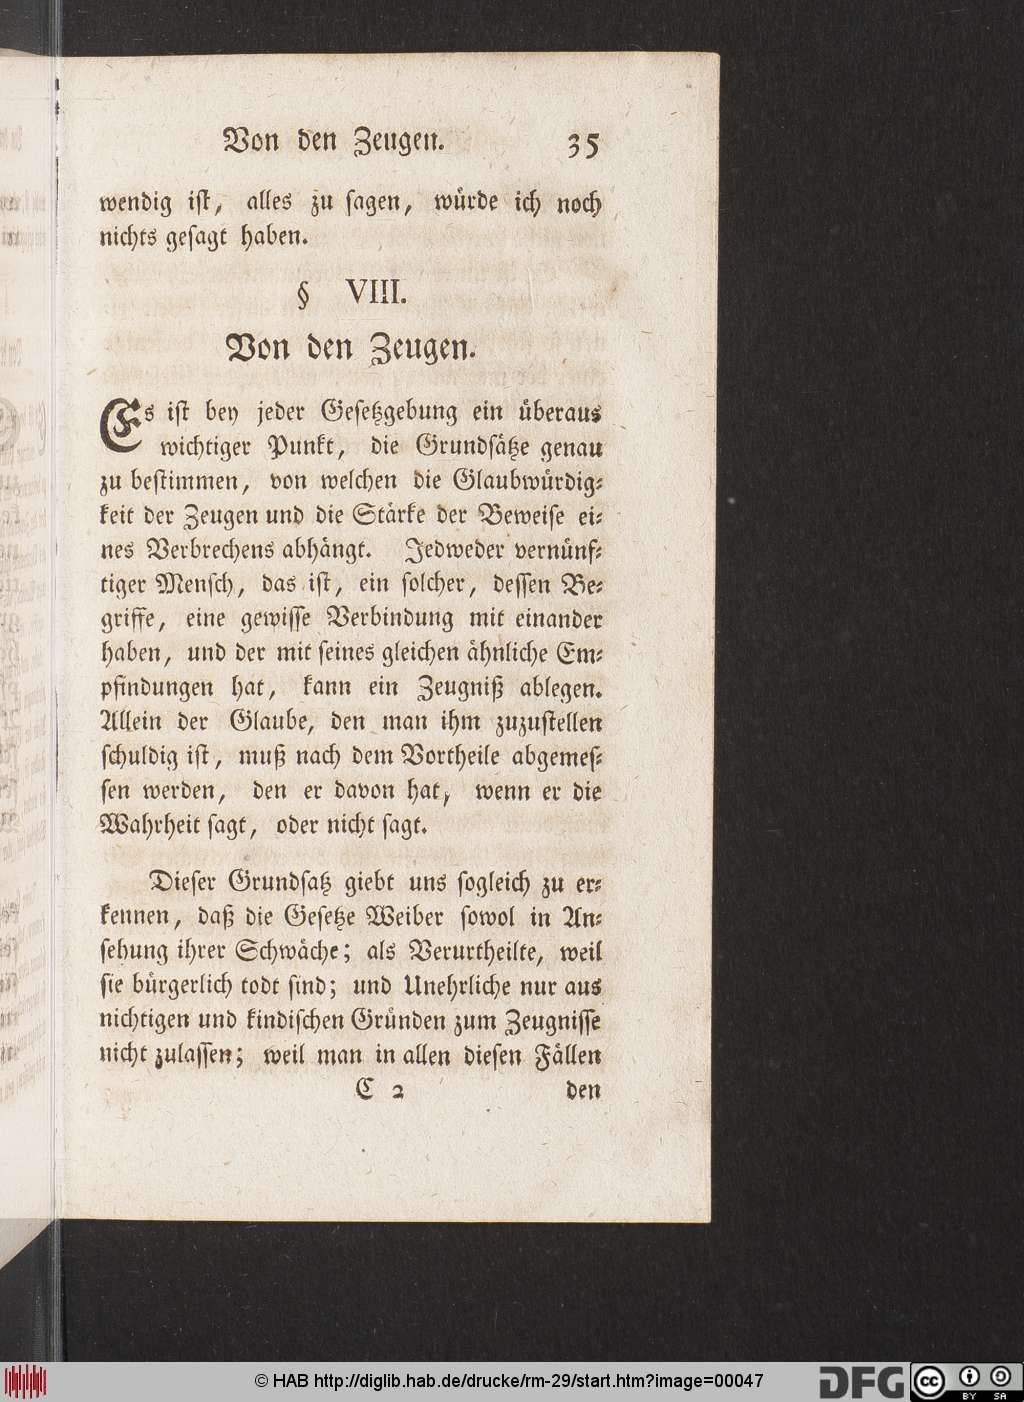 Von den Zeugen. 35
wendig ist, alles zu sagen, würde ich noch
nichts gesagt haben.
§ VIII.
Von den Zeugen.
Es ist bey jeder Gesetzgebung ein überaus
wichtiger Punkt, die Grundsätze genau
zu bestimmen, von welchen die Glaubwürdig-
keit der Zeugen und die Stärke der Beweise ei-
nes Verbrechens abhängt. Jedweder vernünf-
tiger Mensch, das ist, ein solcher, dessen Be-
griffe, eine gewisse Verbindung mit einander
haben, und der mit seines gleichen ähnliche Em-
pfindungen hat, kann ein Zeugniß ablegen.
Allein der Glaube, den man ihm zuzustellen
schuldig ist, muß nach dem Vortheile abgemes-
sen werden, den er davon hat, wenn er die
Wahrheit sagt, oder nicht sagt.
Dieser Grundsatz giebt uns sogleich zu er-
kennen, daß die Gesetze Weiber sowol in An-
sehung ihrer Schwäche; als Verurtheilte, weil
sie bürgerlich todt sind; und Unehrliche nur aus
nichtigen und kindischen Gründen zum Zeugnisse
nicht zulassen; weil man in allen diesen Fällen
C 2 den
© HAB http://diglib.hab.de/drucke/rm-29/start.htm?image=00047
DFG
cc BY SA